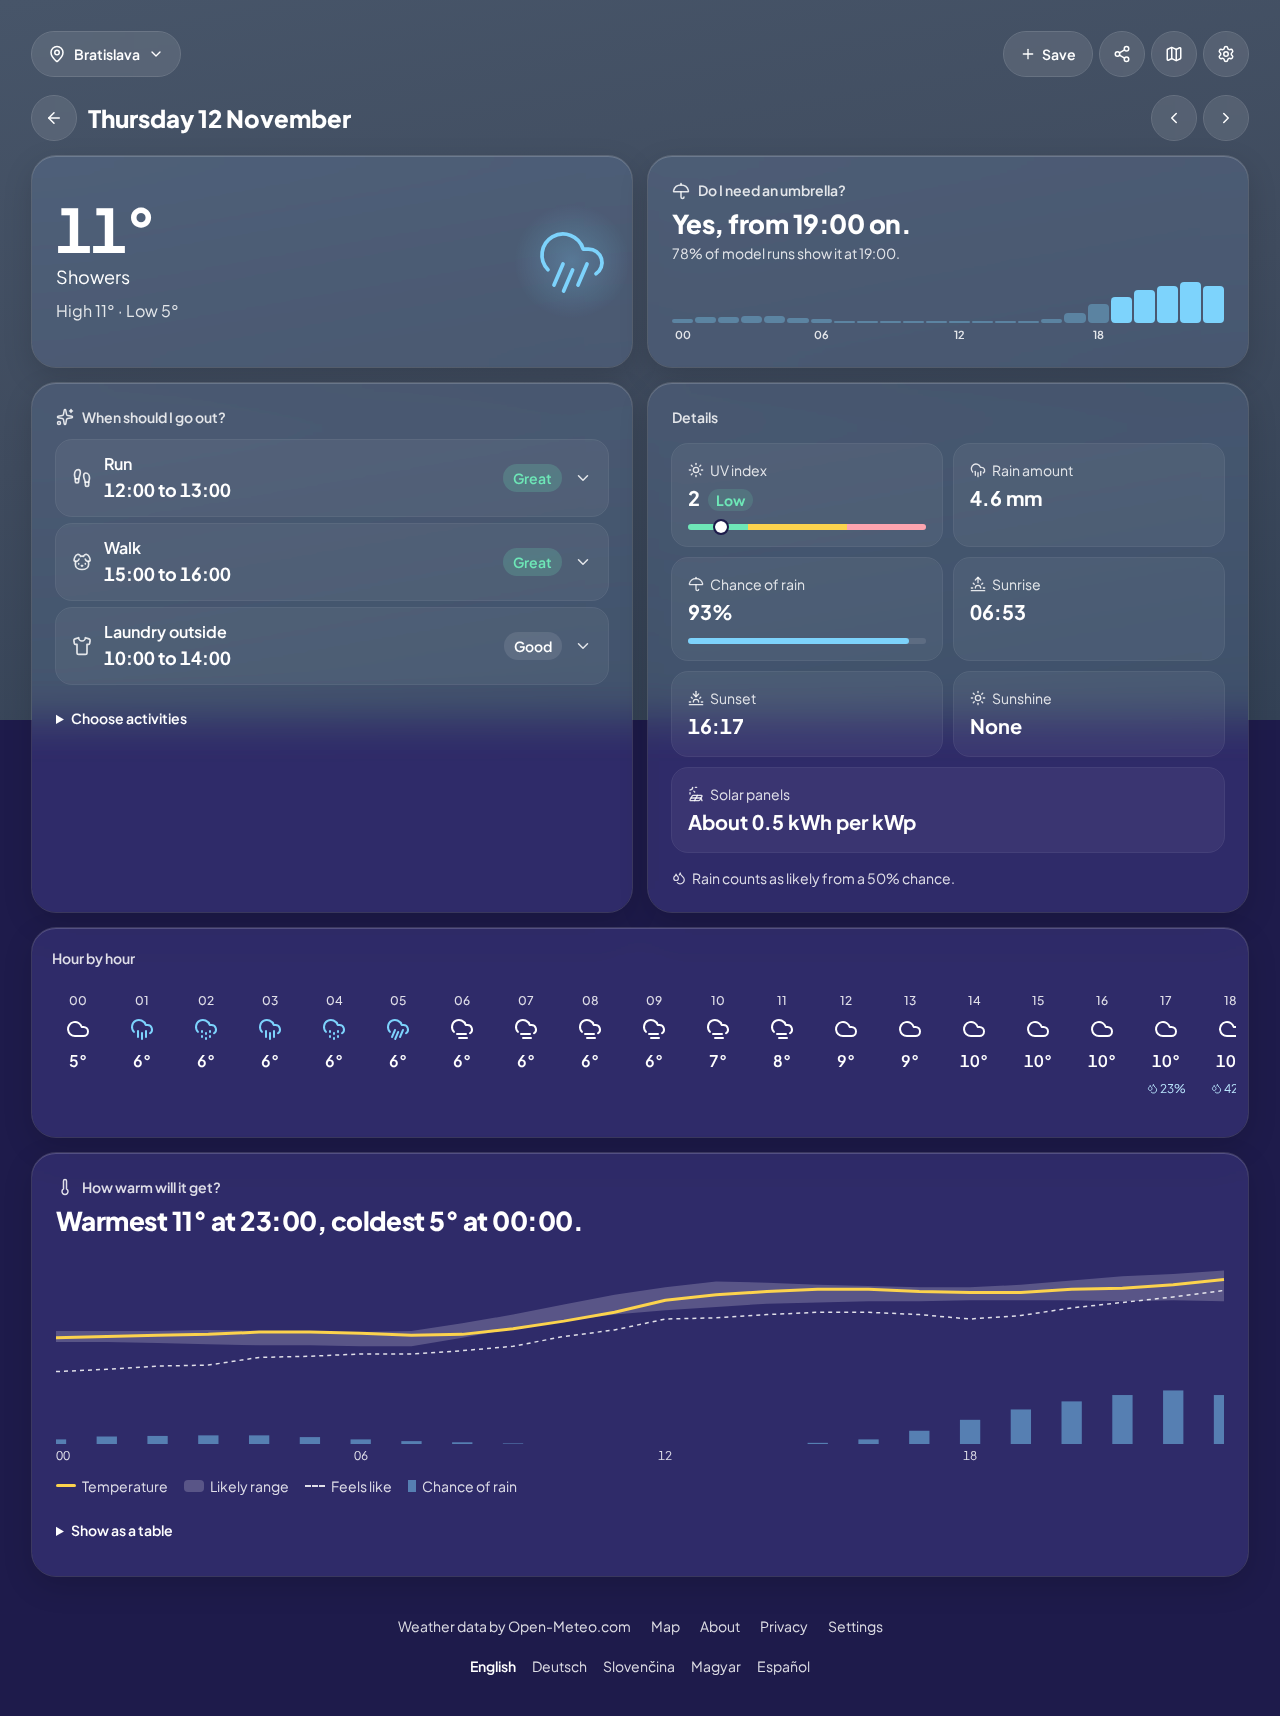 Bratislava
Save
Thursday 12 November
11°
Showers
High 11° · Low 5°
Do I need an umbrella?
Yes, from 19:00 on.
78% of model runs show it at 19:00.
00 06 12 18
When should I go out?
Run
12:00 to 13:00
Great
Walk
15:00 to 16:00
Great
Laundry outside
10:00 to 14:00
Good
Choose activities
Details
UV index
2 Low
Rain amount
4.6 mm
Chance of rain
93%
Sunrise
06:53
Sunset
16:17
Sunshine
None
Solar panels
About 0.5 kWh per kWp
Rain counts as likely from a 50% chance.
Hour by hour
00 01 02 03 04 05 06 07 08 09 10 11 12 13 14 15 16 17 18
5° 6° 6° 6° 6° 6° 6° 6° 6° 6° 7° 8° 9° 9° 10° 10° 10° 10° 10
23% 42
How warm will it get?
Warmest 11° at 23:00, coldest 5° at 00:00.
00 06 12 18
Temperature Likely range Feels like Chance of rain
Show as a table
Weather data by Open-Meteo.com Map About Privacy Settings
English Deutsch Slovenčina Magyar Español